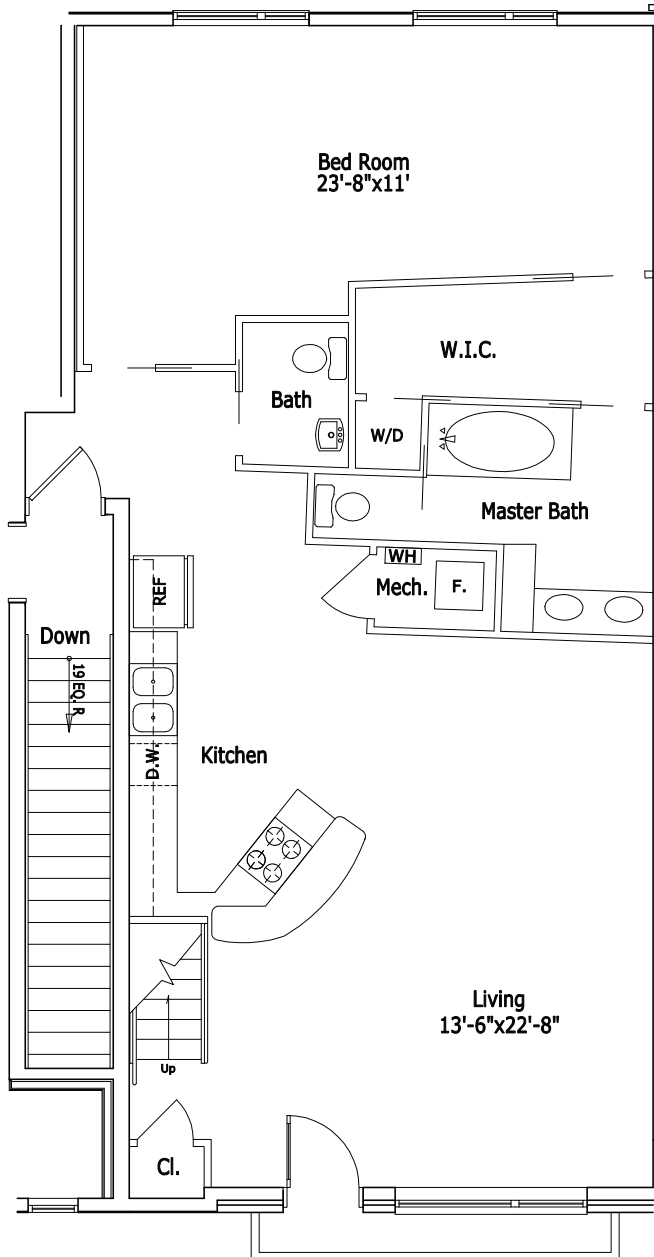 Bed Room
23'-8"x11'
W.I.C.
Bath
W/D
Master Bath
WH
Mech.
F.
REF
Down
19 EQ. R
Kitchen
D.W.
Living
13'-6"x22'-8"
Up
Cl.